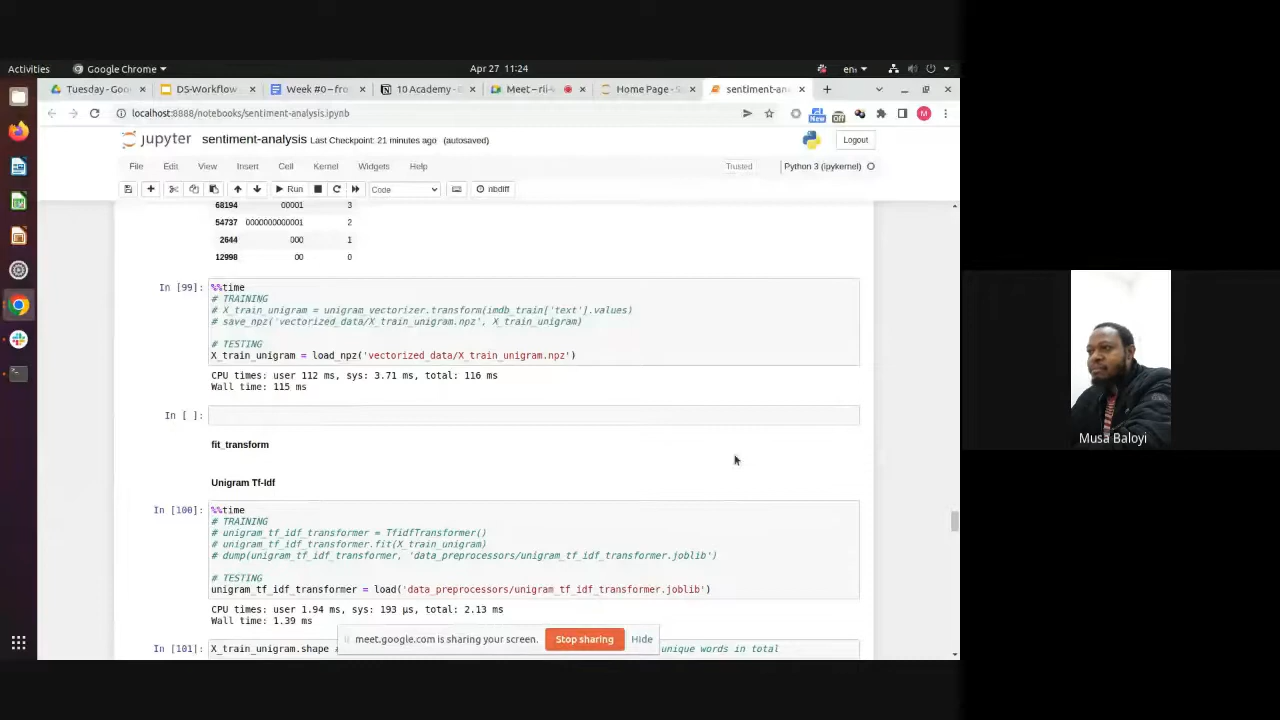 Activities
Google Chrome
Apr 27 11:24
en₁
Tuesday - Goo
DS-Workflow
Week #0 – fro
10 Academy - G
Meet – rii-
Home Page - S
sentiment-an
localhost:8888/notebooks/sentiment-analysis.ipynb
New
Off
M
jupyter sentiment-analysis Last Checkpoint: 21 minutes ago (autosaved)
Logout
File Edit View Insert Cell Kernel Widgets Help
Trusted
Python 3 (ipykernel)
Run
Code
nbdiff
68194 00001 3
54737 0000000000001 2
2644 000 1
12998 00 0
In [99]: %%time
# TRAINING
# X_train_unigram = unigram_vectorizer.transform(imdb_train['text'].values)
# save_npz('vectorized_data/X_train_unigram.npz', X_train_unigram)
# TESTING
X_train_unigram = load_npz('vectorized_data/X_train_unigram.npz')
CPU times: user 112 ms, sys: 3.71 ms, total: 116 ms
Wall time: 115 ms
In [ ]:
fit_transform
Unigram Tf-Idf
In [100]: %%time
# TRAINING
# unigram_tf_idf_transformer = TfidfTransformer()
# unigram_tf_idf_transformer.fit(X_train_unigram)
# dump(unigram_tf_idf_transformer, 'data_preprocessors/unigram_tf_idf_transformer.joblib')
# TESTING
unigram_tf_idf_transformer = load('data_preprocessors/unigram_tf_idf_transformer.joblib')
CPU times: user 1.94 ms, sys: 193 µs, total: 2.13 ms
Wall time: 1.39 ms
meet.google.com is sharing your screen. Stop sharing Hide
In [101]: X_train_unigram.shape # unique words in total
Musa Baloyi